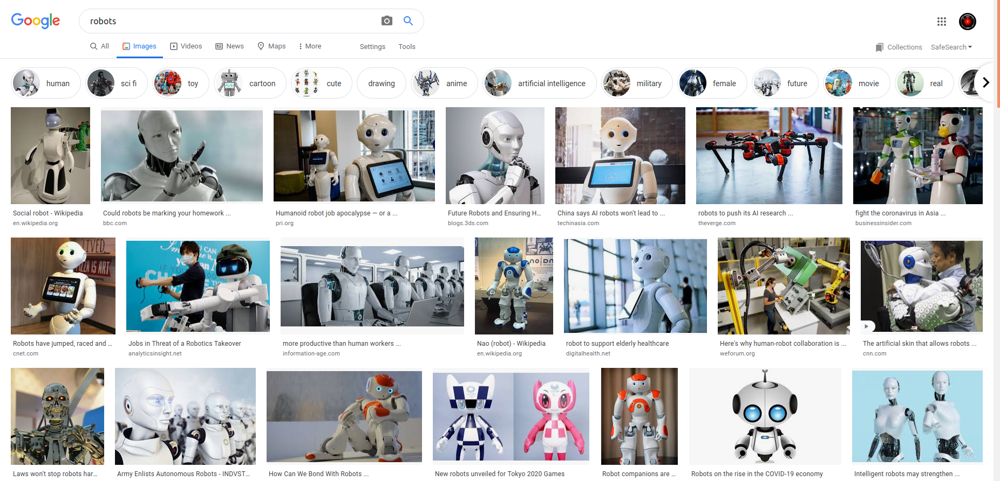 Google
robots
All
Images
Videos
News
Maps
More
Settings
Tools
Collections
SafeSearch
human
sci fi
toy
cartoon
cute
drawing
anime
artificial intelligence
military
female
future
movie
real
Social robot - Wikipedia
en.wikipedia.org
Could robots be marking your homework ...
bbc.com
Humanoid robot job apocalypse — or a ...
pri.org
Future Robots and Ensuring H...
blogs.3ds.com
China says AI robots won't lead to ...
techinasia.com
robots to push its AI research ...
theverge.com
fight the coronavirus in Asia ...
businessinsider.com
Robots have jumped, raced and ...
cnet.com
Jobs in Threat of a Robotics Takeover
analyticsinsight.net
more productive than human workers ...
information-age.com
Nao (robot) - Wikipedia
en.wikipedia.org
robot to support elderly healthcare
digitalhealth.net
Here's why human-robot collaboration is ...
weforum.org
The artificial skin that allows robots ...
cnn.com
Laws won't stop robots har...
Army Enlists Autonomous Robots - INDVST...
How Can We Bond With Robots ...
New robots unveiled for Tokyo 2020 Games
Robot companions are ...
Robots on the rise in the COVID-19 economy
Intelligent robots may strengthen ...